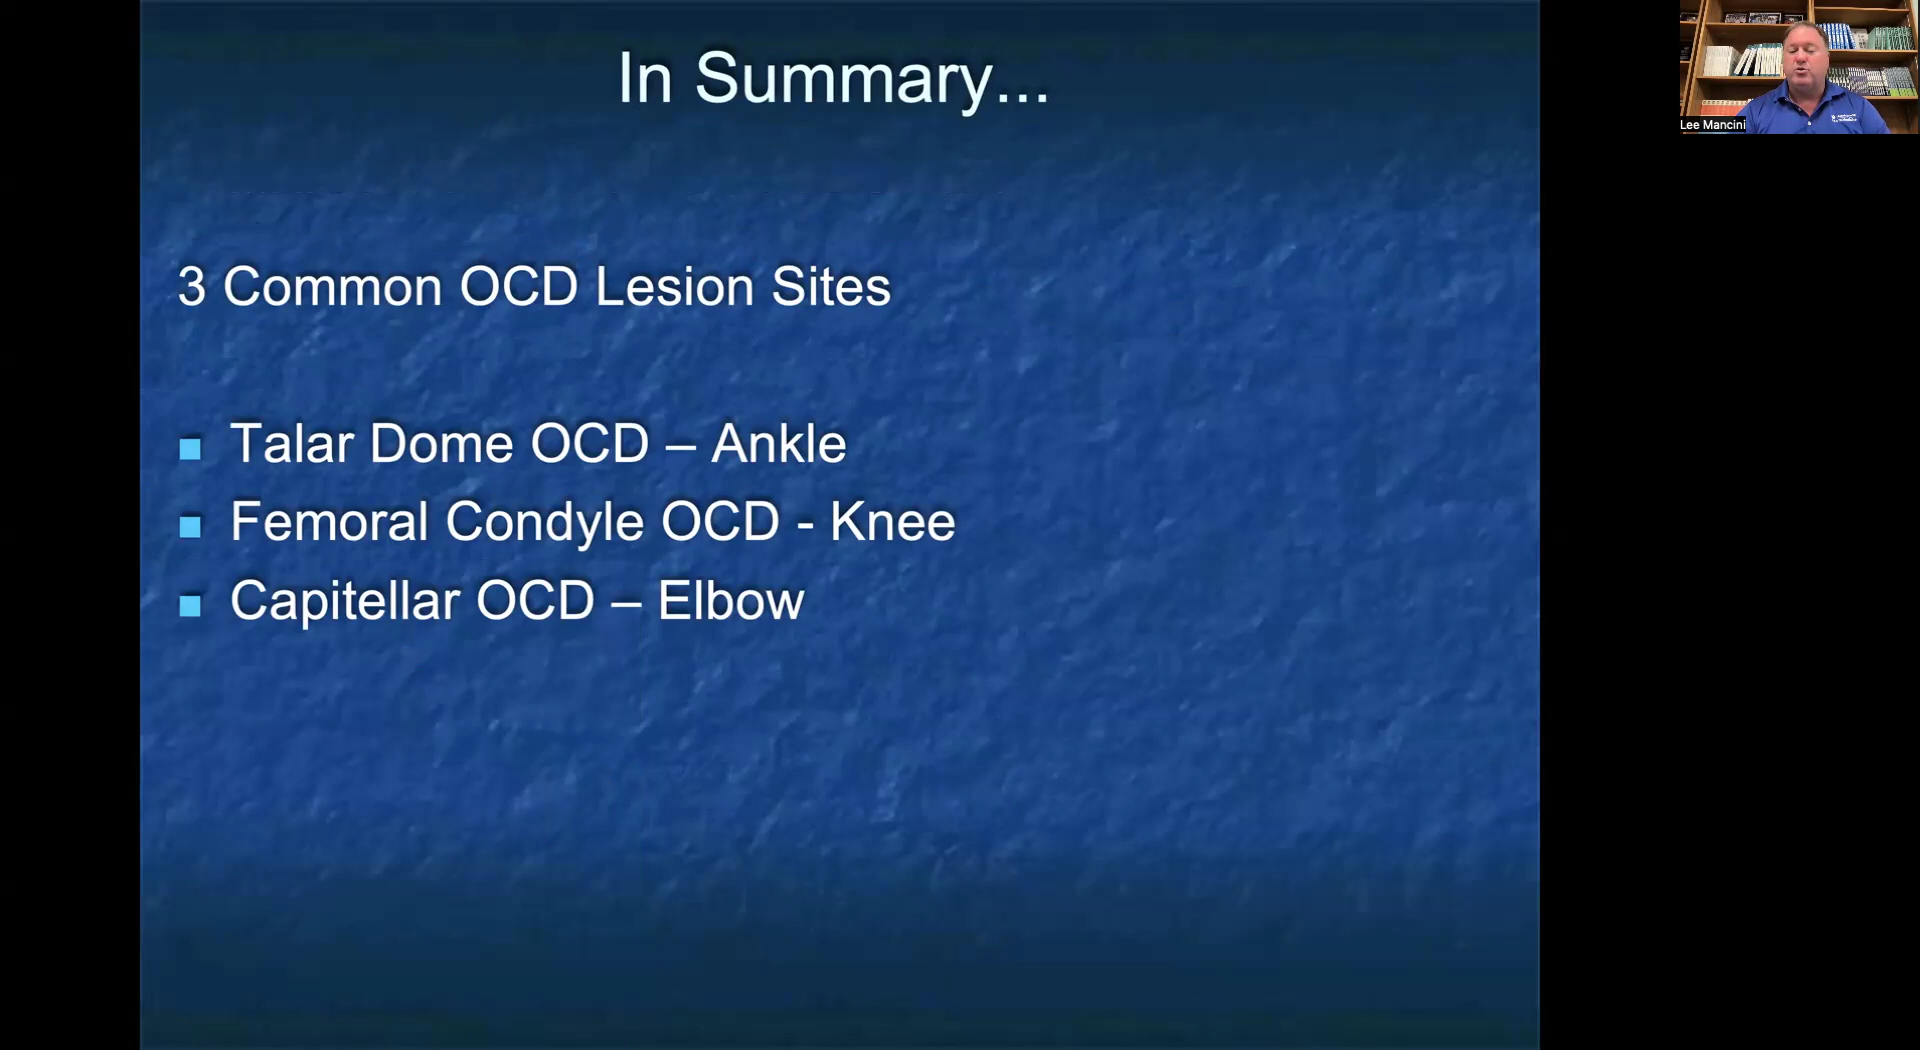 In Summary...
3 Common OCD Lesion Sites
Talar Dome OCD – Ankle
Femoral Condyle OCD - Knee
Capitellar OCD – Elbow
Lee Mancini